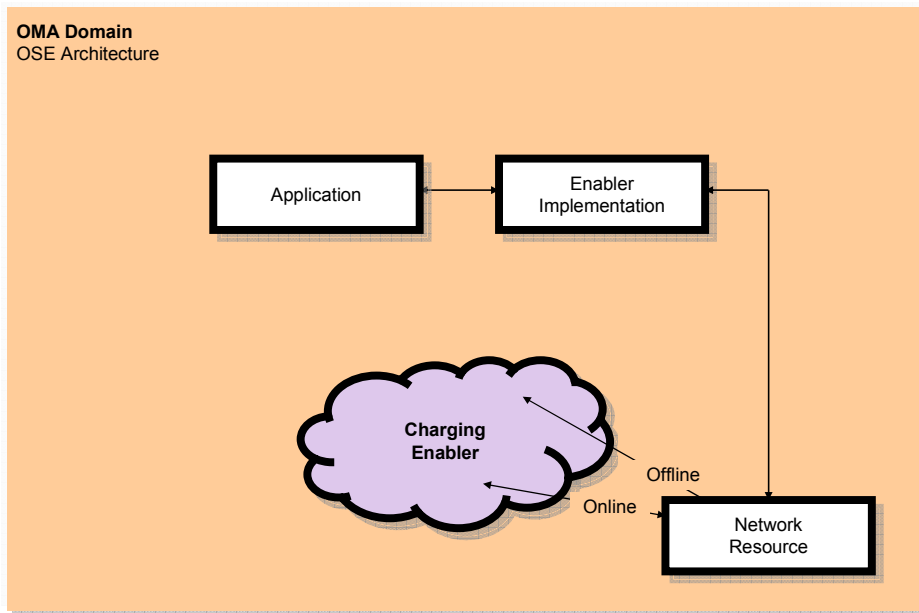 OMA Domain
OSE Architecture
Application
Enabler
Implementation
Charging
Enabler
Offline
Online
Network
Resource